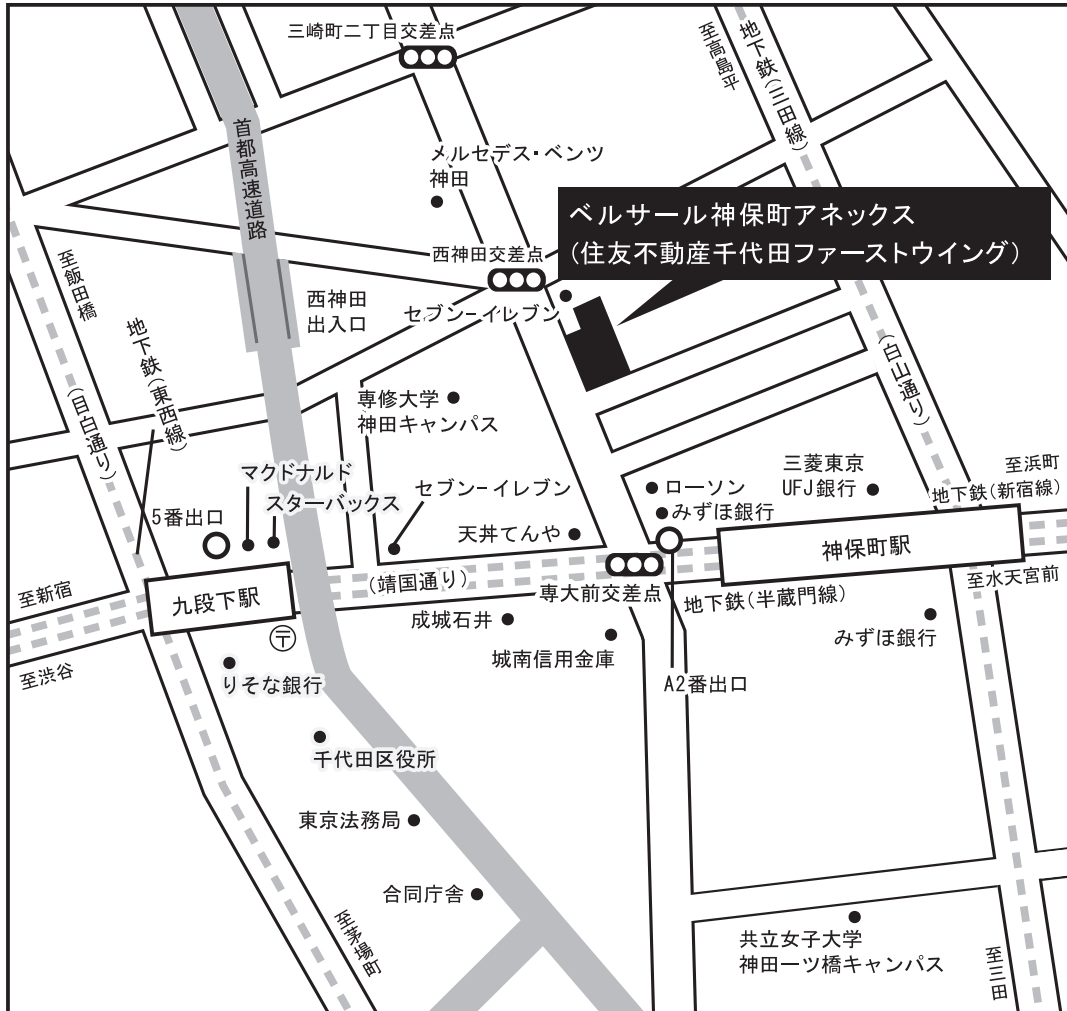 三崎町二丁目交差点
至高島平
地下鉄(三田線)
首都高速道路
メルセデス・ベンツ
神田
ベルサール神保町アネックス
(住友不動産千代田ファーストウイング)
西神田交差点
至飯田橋
西神田
出入口
セブン-イレブン
地下鉄(東西線)
(目白通り)
(白山通り)
専修大学
神田キャンパス
マクドナルド
スターバックス
セブン-イレブン
5番出口
天丼てんや
ローソン
みずほ銀行
三菱東京
UFJ銀行
至浜町
地下鉄(新宿線)
神保町駅
至新宿
九段下駅
(靖国通り)
専大前交差点
地下鉄(半蔵門線)
至水天宮前
〒
成城石井
城南信用金庫
みずほ銀行
至渋谷
りそな銀行
A2番出口
千代田区役所
東京法務局
合同庁舎
至茅場町
共立女子大学
神田一ツ橋キャンパス
至三田